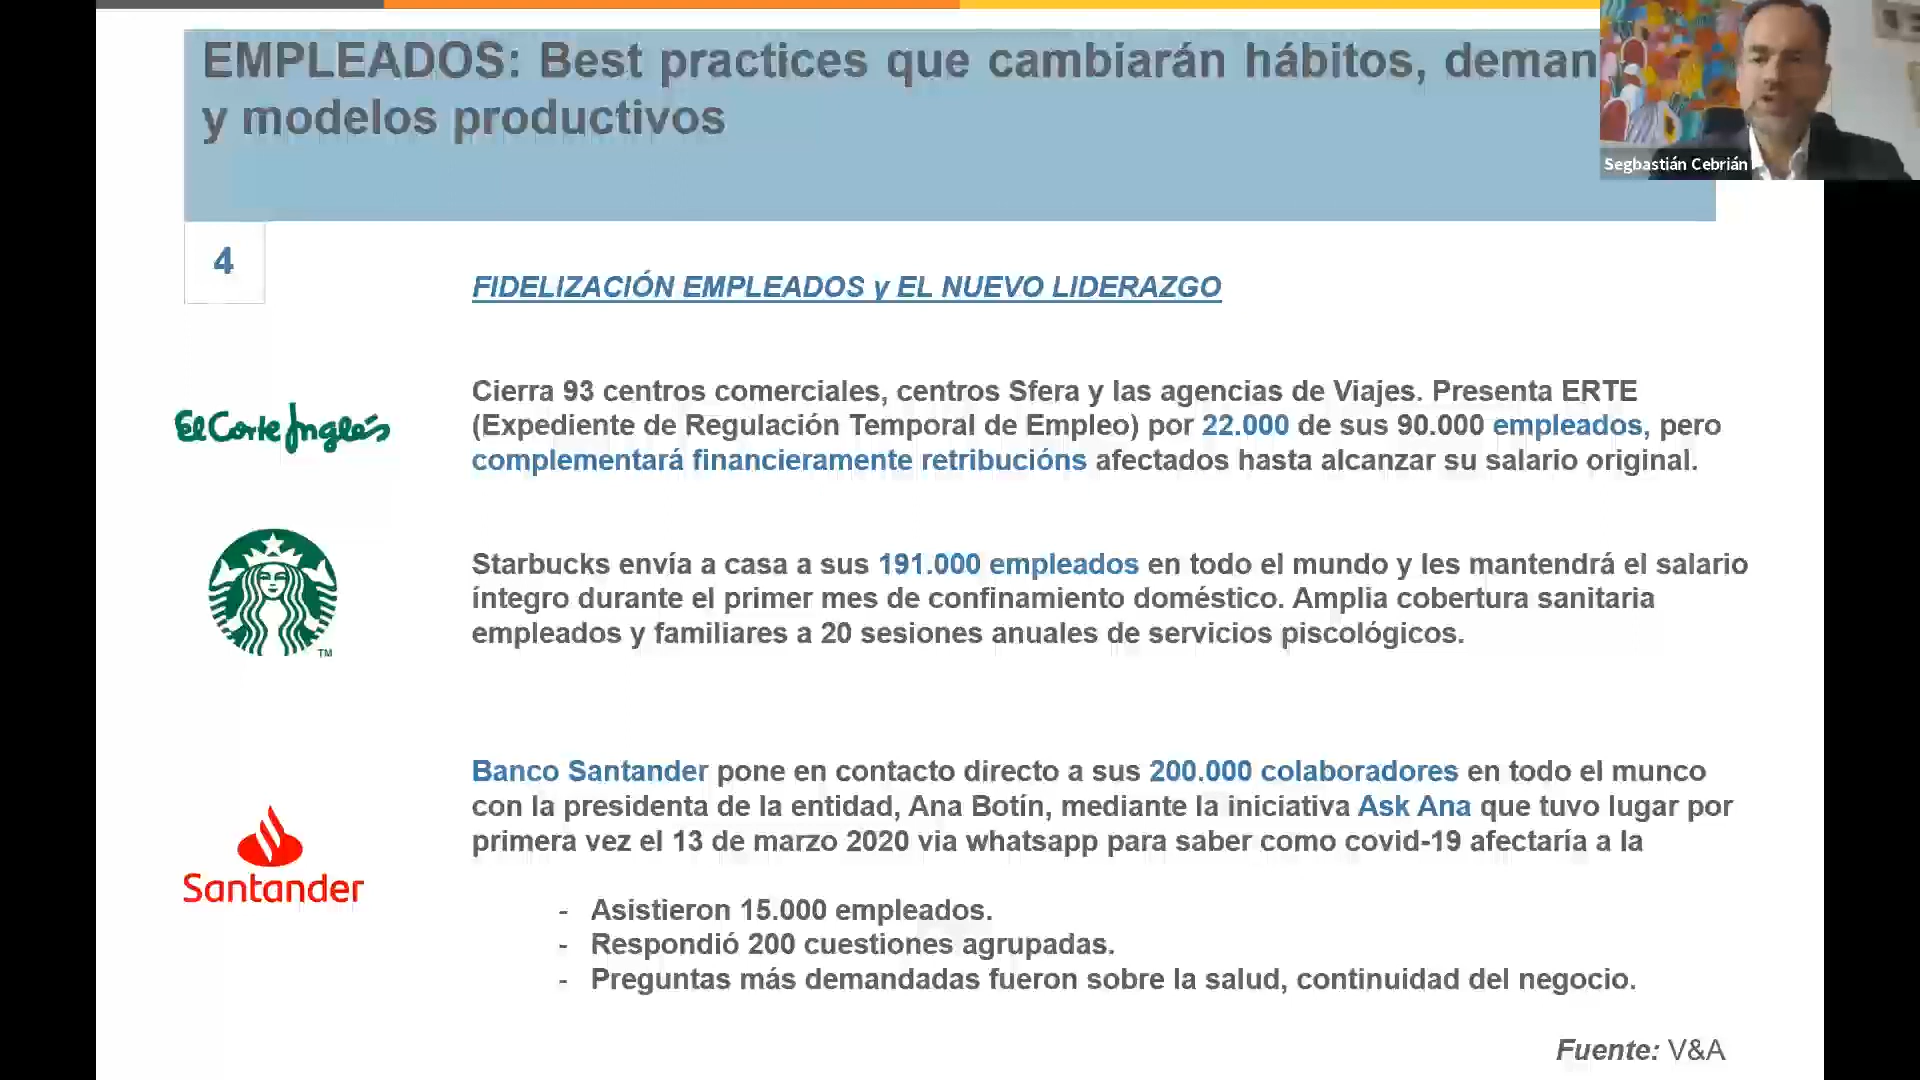 EMPLEADOS: Best practices que cambiarán hábitos, deman
y modelos productivos
Segbastián Cebrián
4
FIDELIZACIÓN EMPLEADOS y EL NUEVO LIDERAZGO
El Corte Inglés
Cierra 93 centros comerciales, centros Sfera y las agencias de Viajes. Presenta ERTE
(Expediente de Regulación Temporal de Empleo) por 22.000 de sus 90.000 empleados, pero
complementará financieramente retribucións afectados hasta alcanzar su salario original.
Starbucks envía a casa a sus 191.000 empleados en todo el mundo y les mantendrá el salario
íntegro durante el primer mes de confinamiento doméstico. Amplia cobertura sanitaria
empleados y familiares a 20 sesiones anuales de servicios piscológicos.
TM
Banco Santander pone en contacto directo a sus 200.000 colaboradores en todo el munco
con la presidenta de la entidad, Ana Botín, mediante la iniciativa Ask Ana que tuvo lugar por
primera vez el 13 de marzo 2020 via whatsapp para saber como covid-19 afectaría a la
Santander
- Asistieron 15.000 empleados.
- Respondió 200 cuestiones agrupadas.
- Preguntas más demandadas fueron sobre la salud, continuidad del negocio.
Fuente: V&A